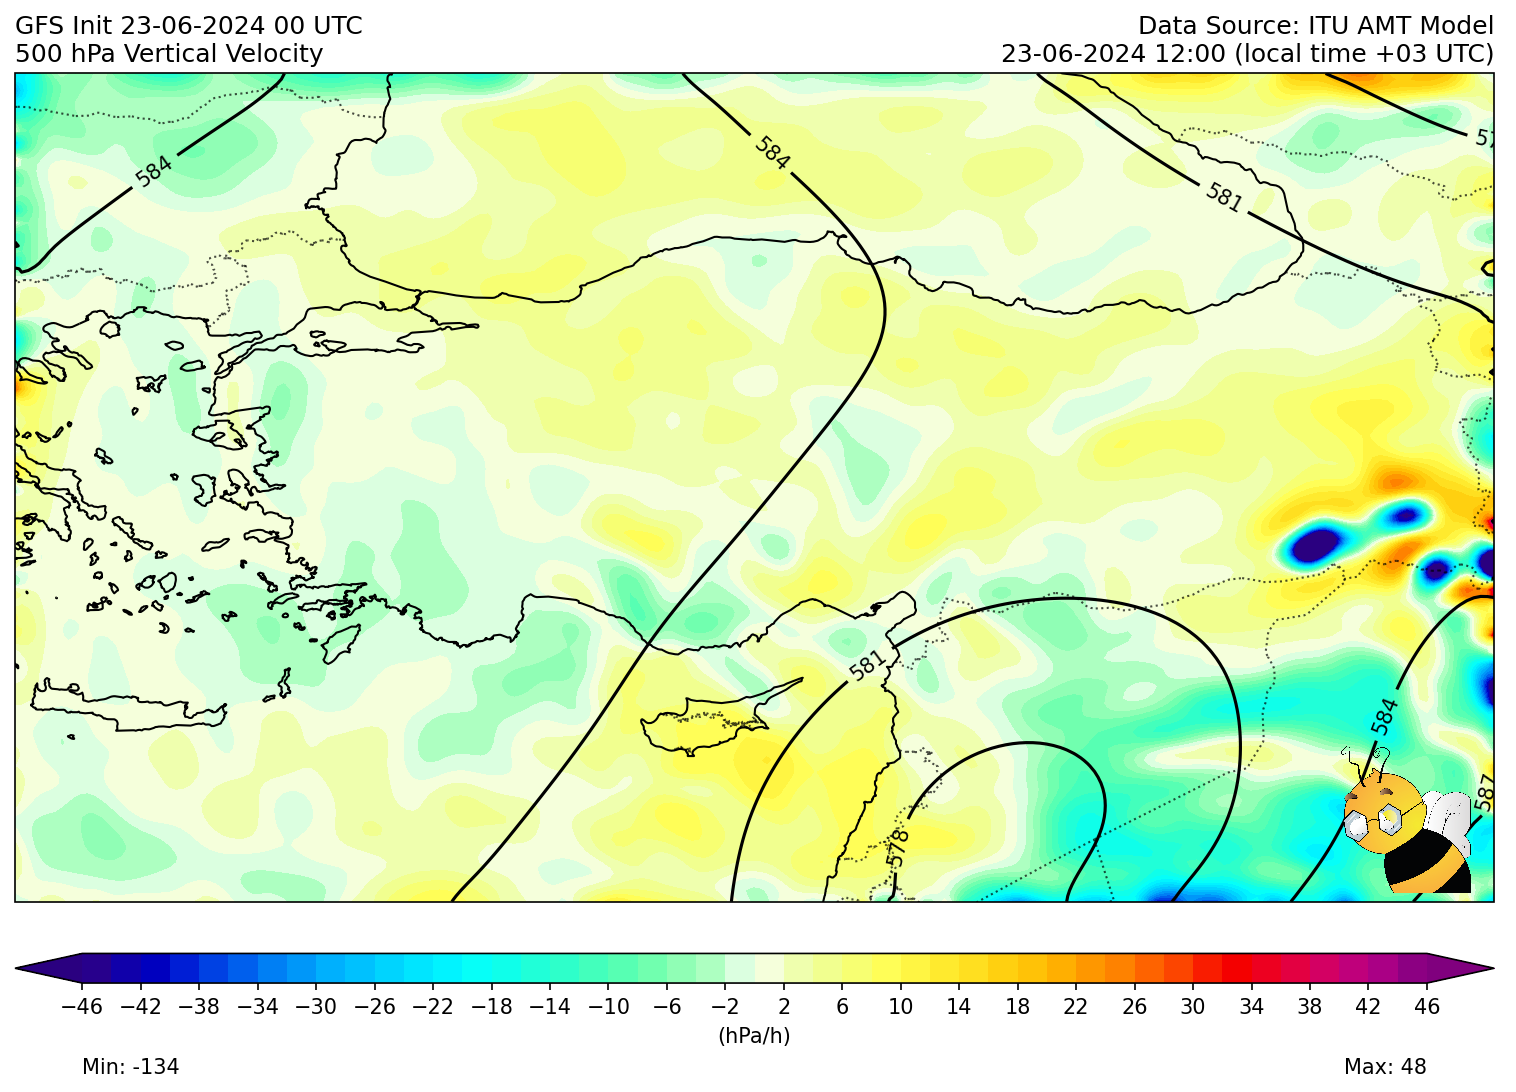 GFS Init 23-06-2024 00 UTC
Data Source: ITU AMT Model
500 hPa Vertical Velocity
23-06-2024 12:00 (local time +03 UTC)
584
584
581
57
581
584
587
578
−46 −42 −38 −34 −30 −26 −22 −18 −14 −10 −6 −2 2 6 10 14 18 22 26 30 34 38 42 46
(hPa/h)
Min: -134
Max: 48